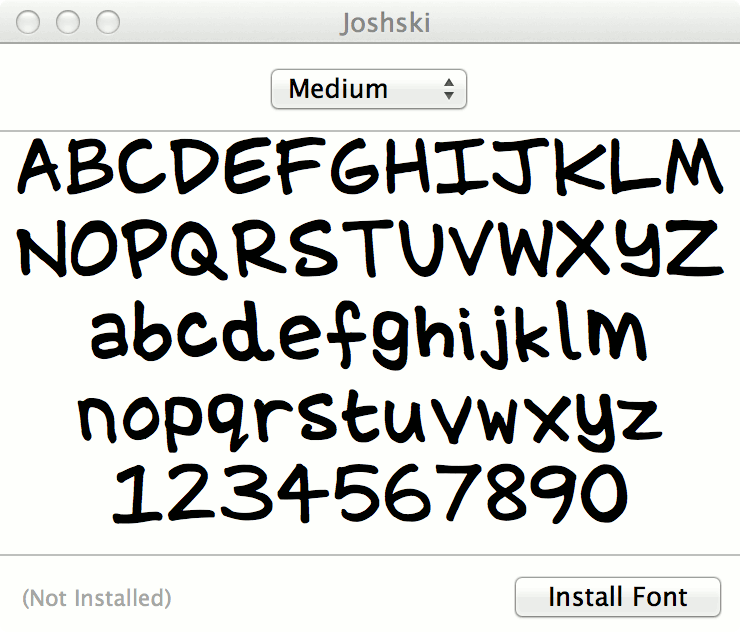 Joshski
Medium
ABCDEFGHIJKLM
NOPQRSTUVWXYZ
abcdefghijklm
nopqrstuvwxyz
1234567890
(Not Installed)
Install Font